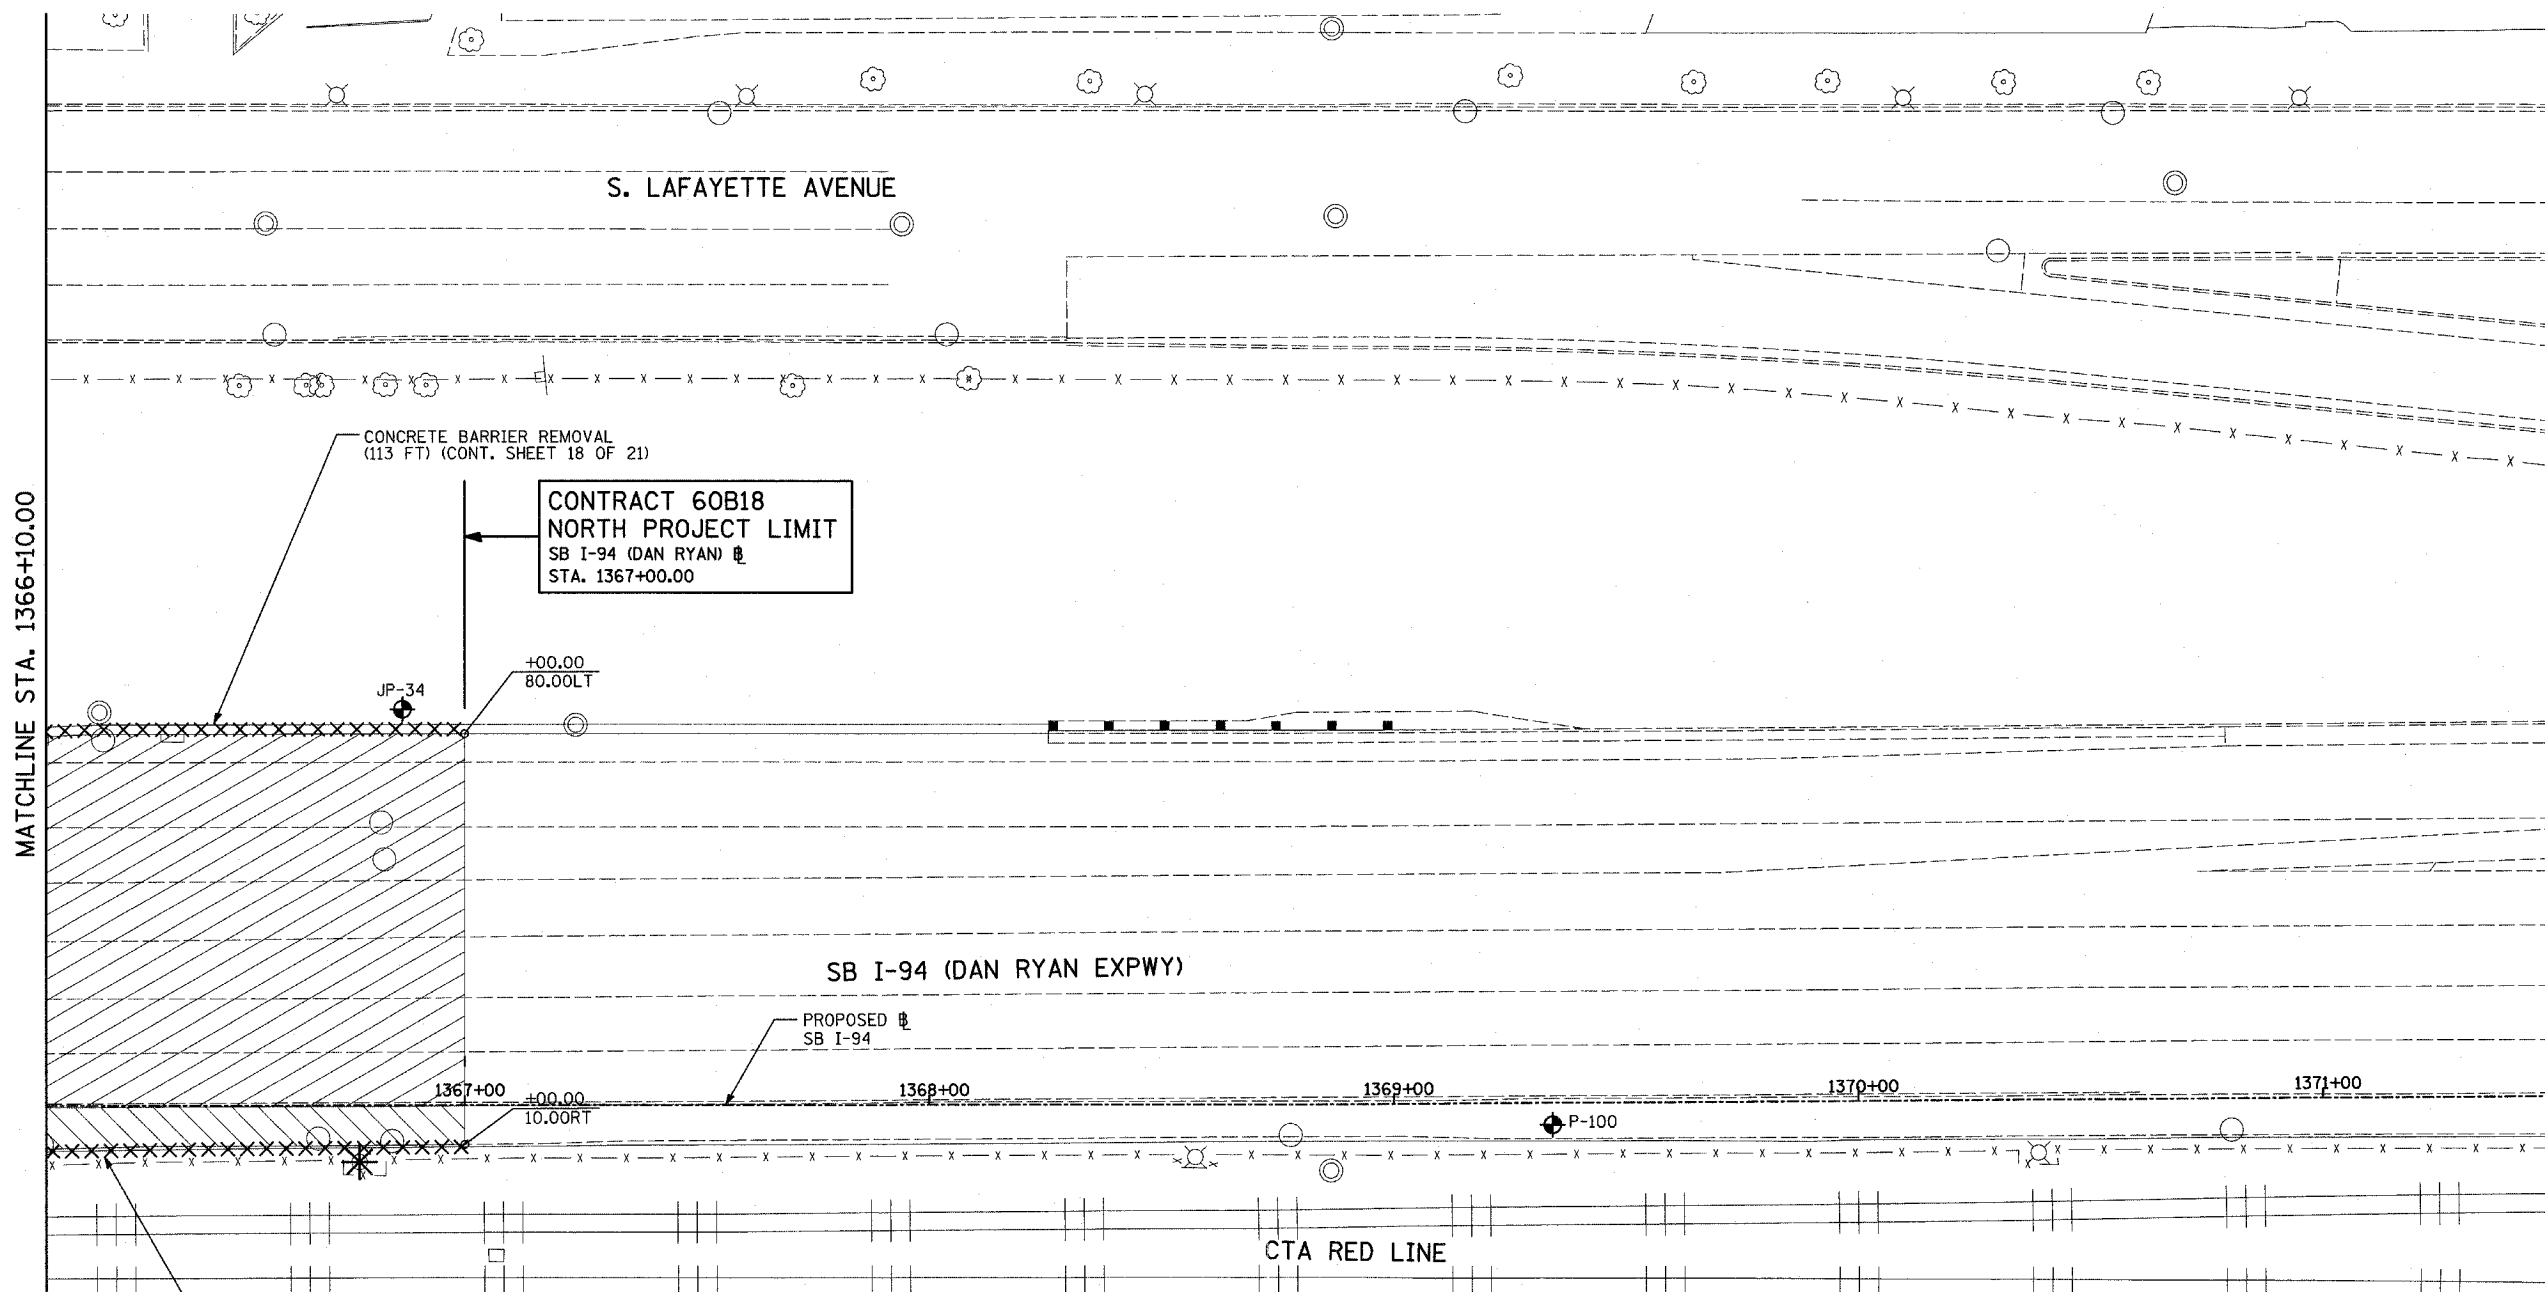 S. LAFAYETTE AVENUE
CONCRETE BARRIER REMOVAL
(113 FT) (CONT. SHEET 18 OF 21)
CONTRACT 60B18
NORTH PROJECT LIMIT
SB I-94 (DAN RYAN) ℄
STA. 1367+00.00
MATCHLINE STA. 1366+10.00
+00.00
80.00LT
JP-34
SB I-94 (DAN RYAN EXPWY)
PROPOSED ℄
SB I-94
1367+00
1368+00
1369+00
1370+00
1371+00
+00.00
10.00RT
P-100
CTA RED LINE